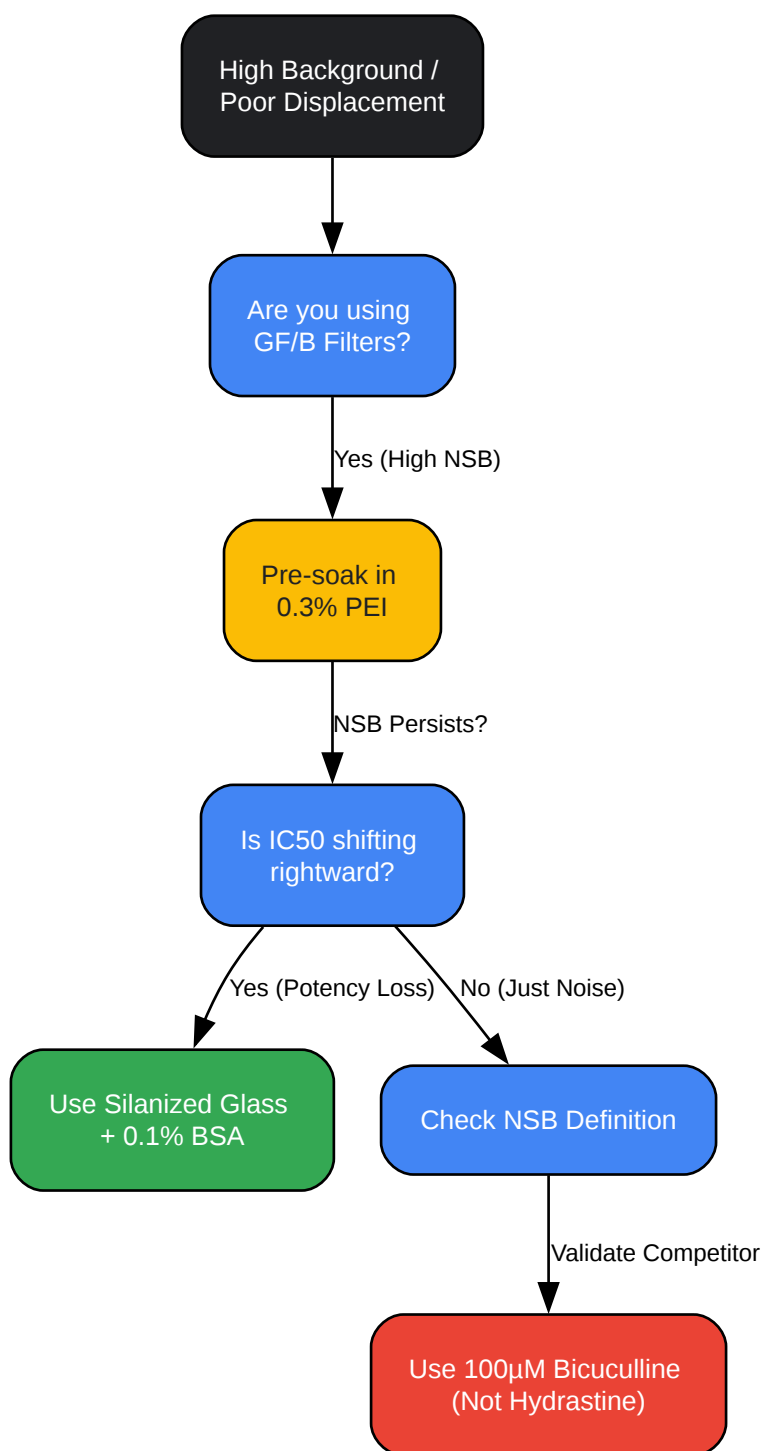 High Background /
Poor Displacement
Are you using
GF/B Filters?
Yes (High NSB)
Pre-soak in
0.3% PEI
NSB Persists?
Is IC50 shifting
rightward?
Yes (Potency Loss)
No (Just Noise)
Use Silanized Glass
+ 0.1% BSA
Check NSB Definition
Validate Competitor
Use 100µM Bicuculline
(Not Hydrastine)